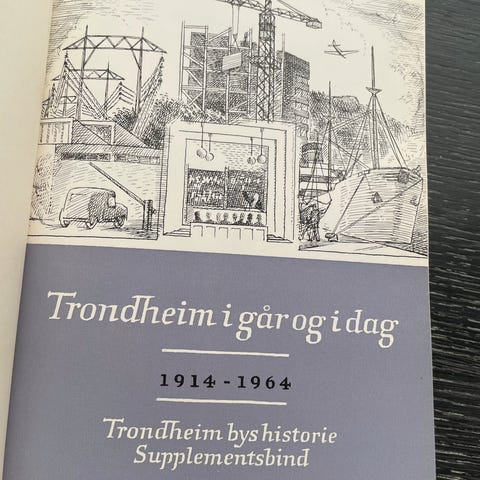 Trondheim i går og i dag
1914 - 1964
Trondheim bys historie
Supplementsbind